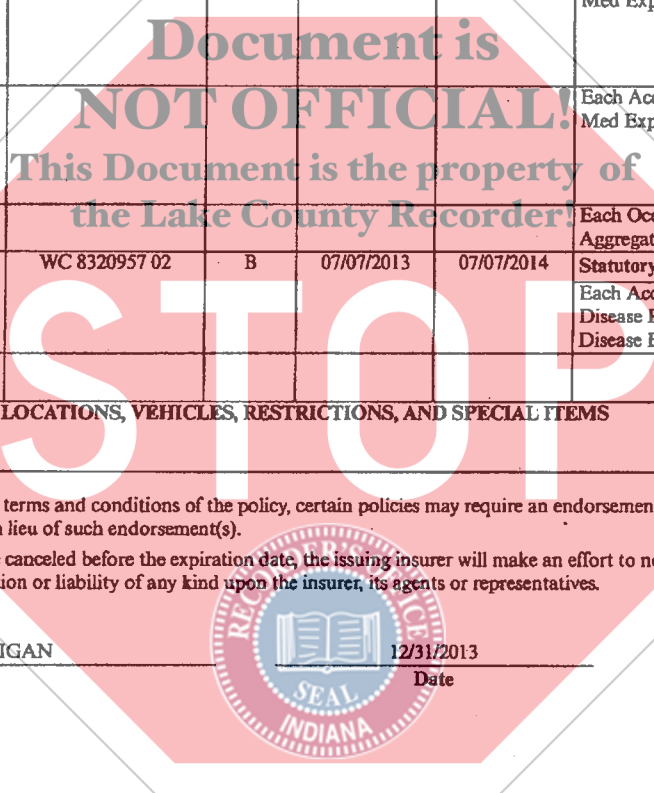 Med Exp
Document is
NOT OFFICIAL!
Each Acc
Med Exp
This Document is the property of
the Lake County Recorder!
Each Occ
Aggregat
WC 8320957 02 B 07/07/2013 07/07/2014 Statutory
Each Acc
Disease
Disease
STOP
LOCATIONS, VEHICLES, RESTRICTIONS, AND SPECIAL ITEMS
terms and conditions of the policy, certain policies may require an endorsemen
lieu of such endorsement(s).
canceled before the expiration date, the issuing insurer will make an effort to
ion or liability of any kind upon the insurer, its agents or representatives.
RECORDER'S OFFICE
SEAL
INDIANA
IGAN 12/31/2013
Date